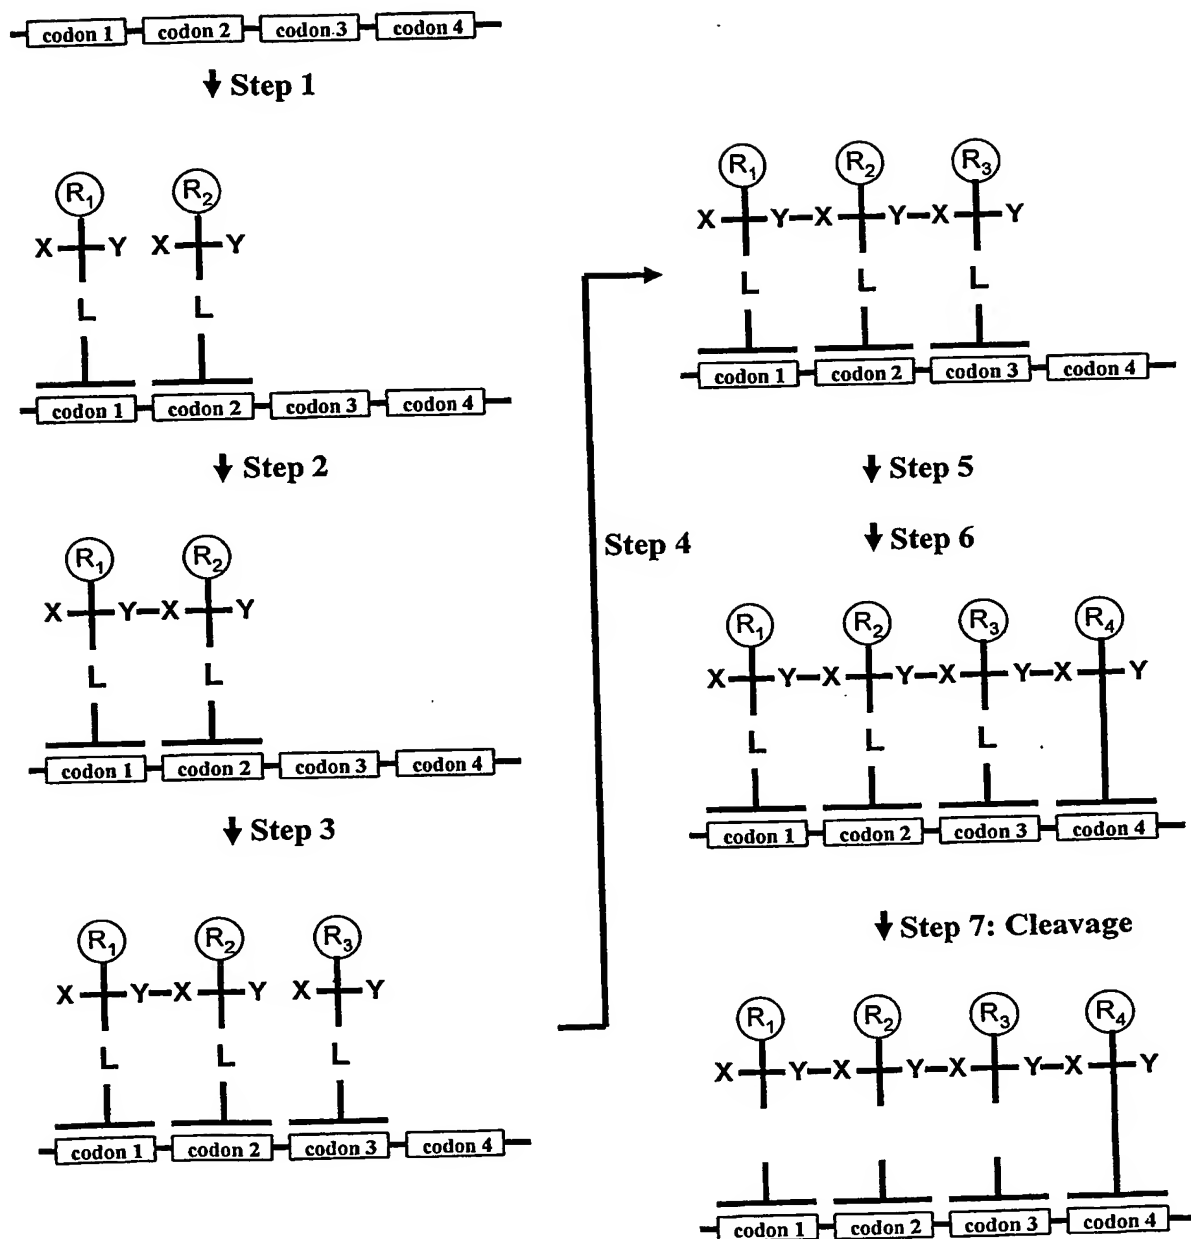 codon 1 codon 2 codon 3 codon 4
Step 1
R1 R2
X Y X Y
L L
codon 1 codon 2 codon 3 codon 4
Step 2
R1 R2
X Y X Y
L L
codon 1 codon 2 codon 3 codon 4
Step 3
R1 R2 R3
X Y X Y X Y
L L L
codon 1 codon 2 codon 3 codon 4
Step 4
R1 R2 R3
X Y X Y X Y
L L L
codon 1 codon 2 codon 3 codon 4
Step 5
Step 6
R1 R2 R3 R4
X Y X Y X Y X Y
L L L
codon 1 codon 2 codon 3 codon 4
Step 7: Cleavage
R1 R2 R3 R4
X Y X Y X Y X Y
codon 1 codon 2 codon 3 codon 4